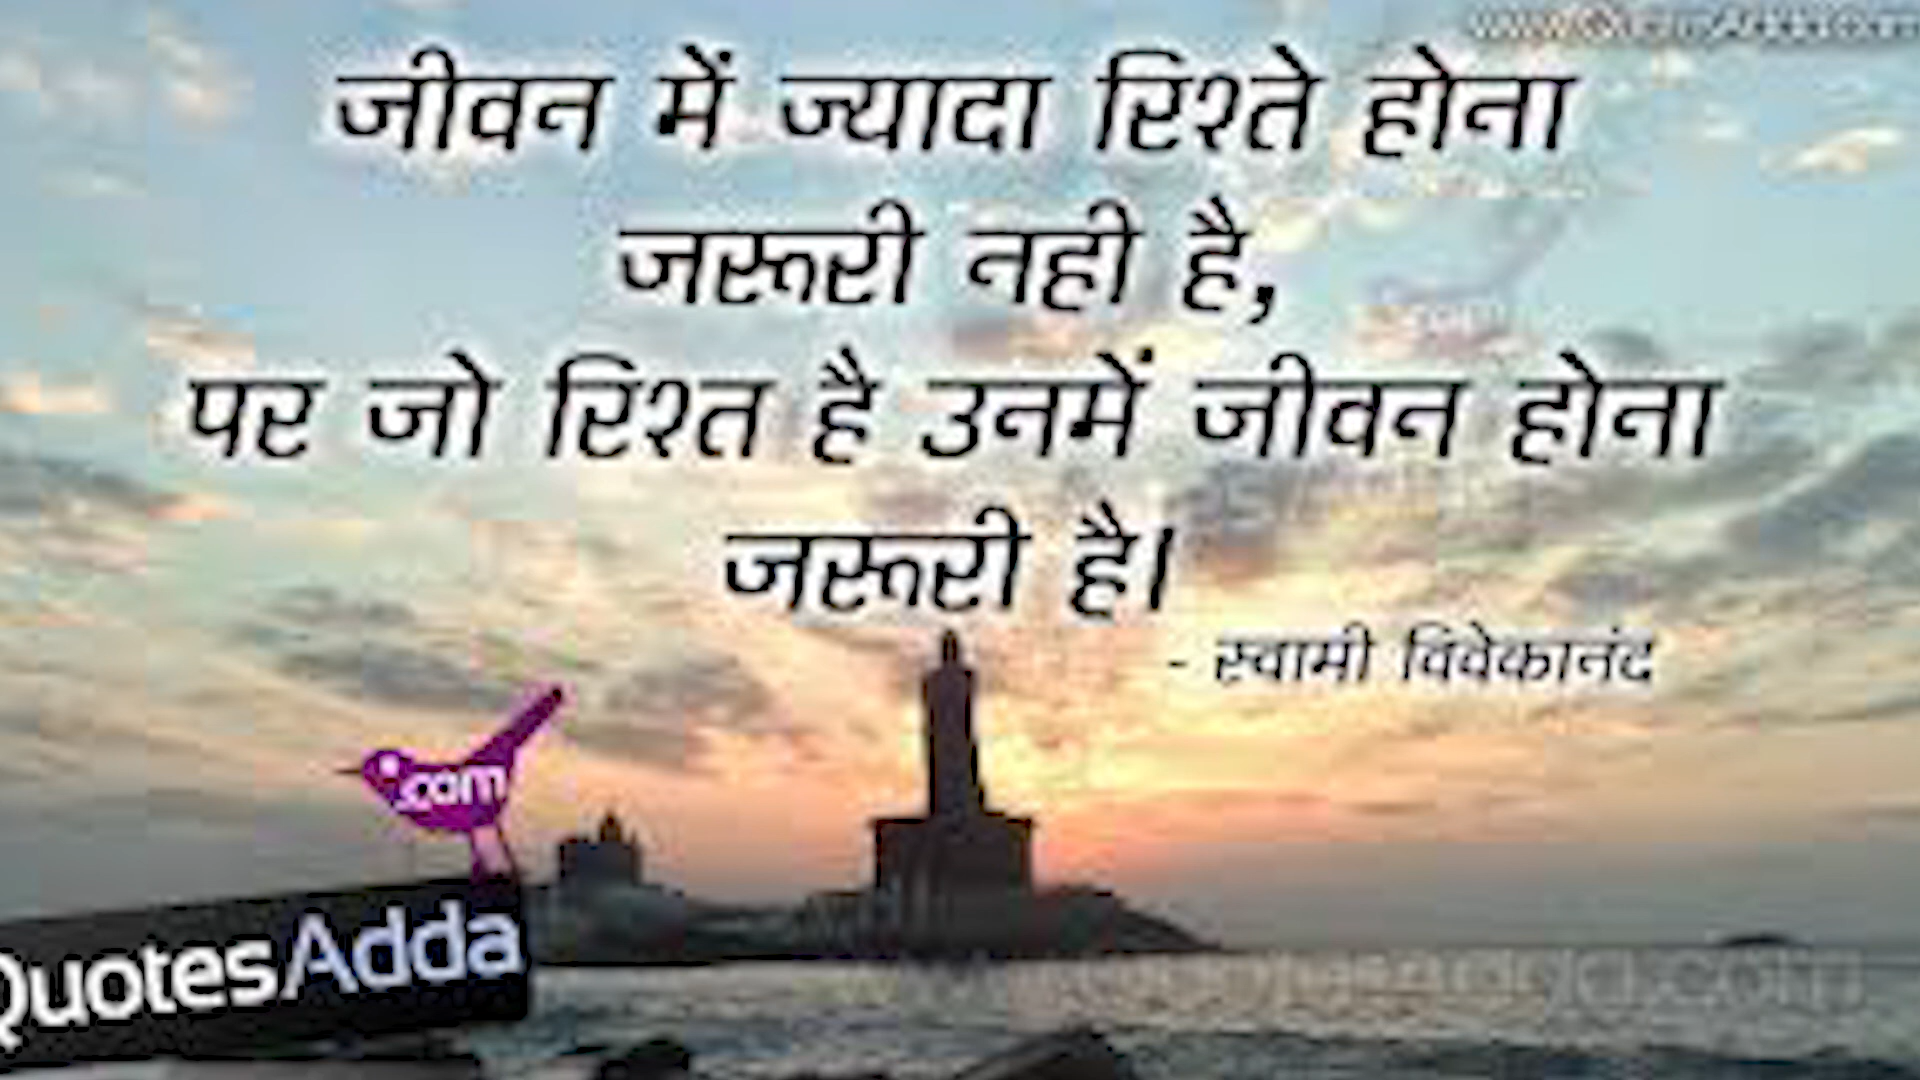 जीवन में ज्यादा रिश्ते होना
जरूरी नही है,
पर जो रिश्त है उनमें जीवन होना
जरूरी है।
- स्वामी विवेकानंद
.com
QuotesAdda